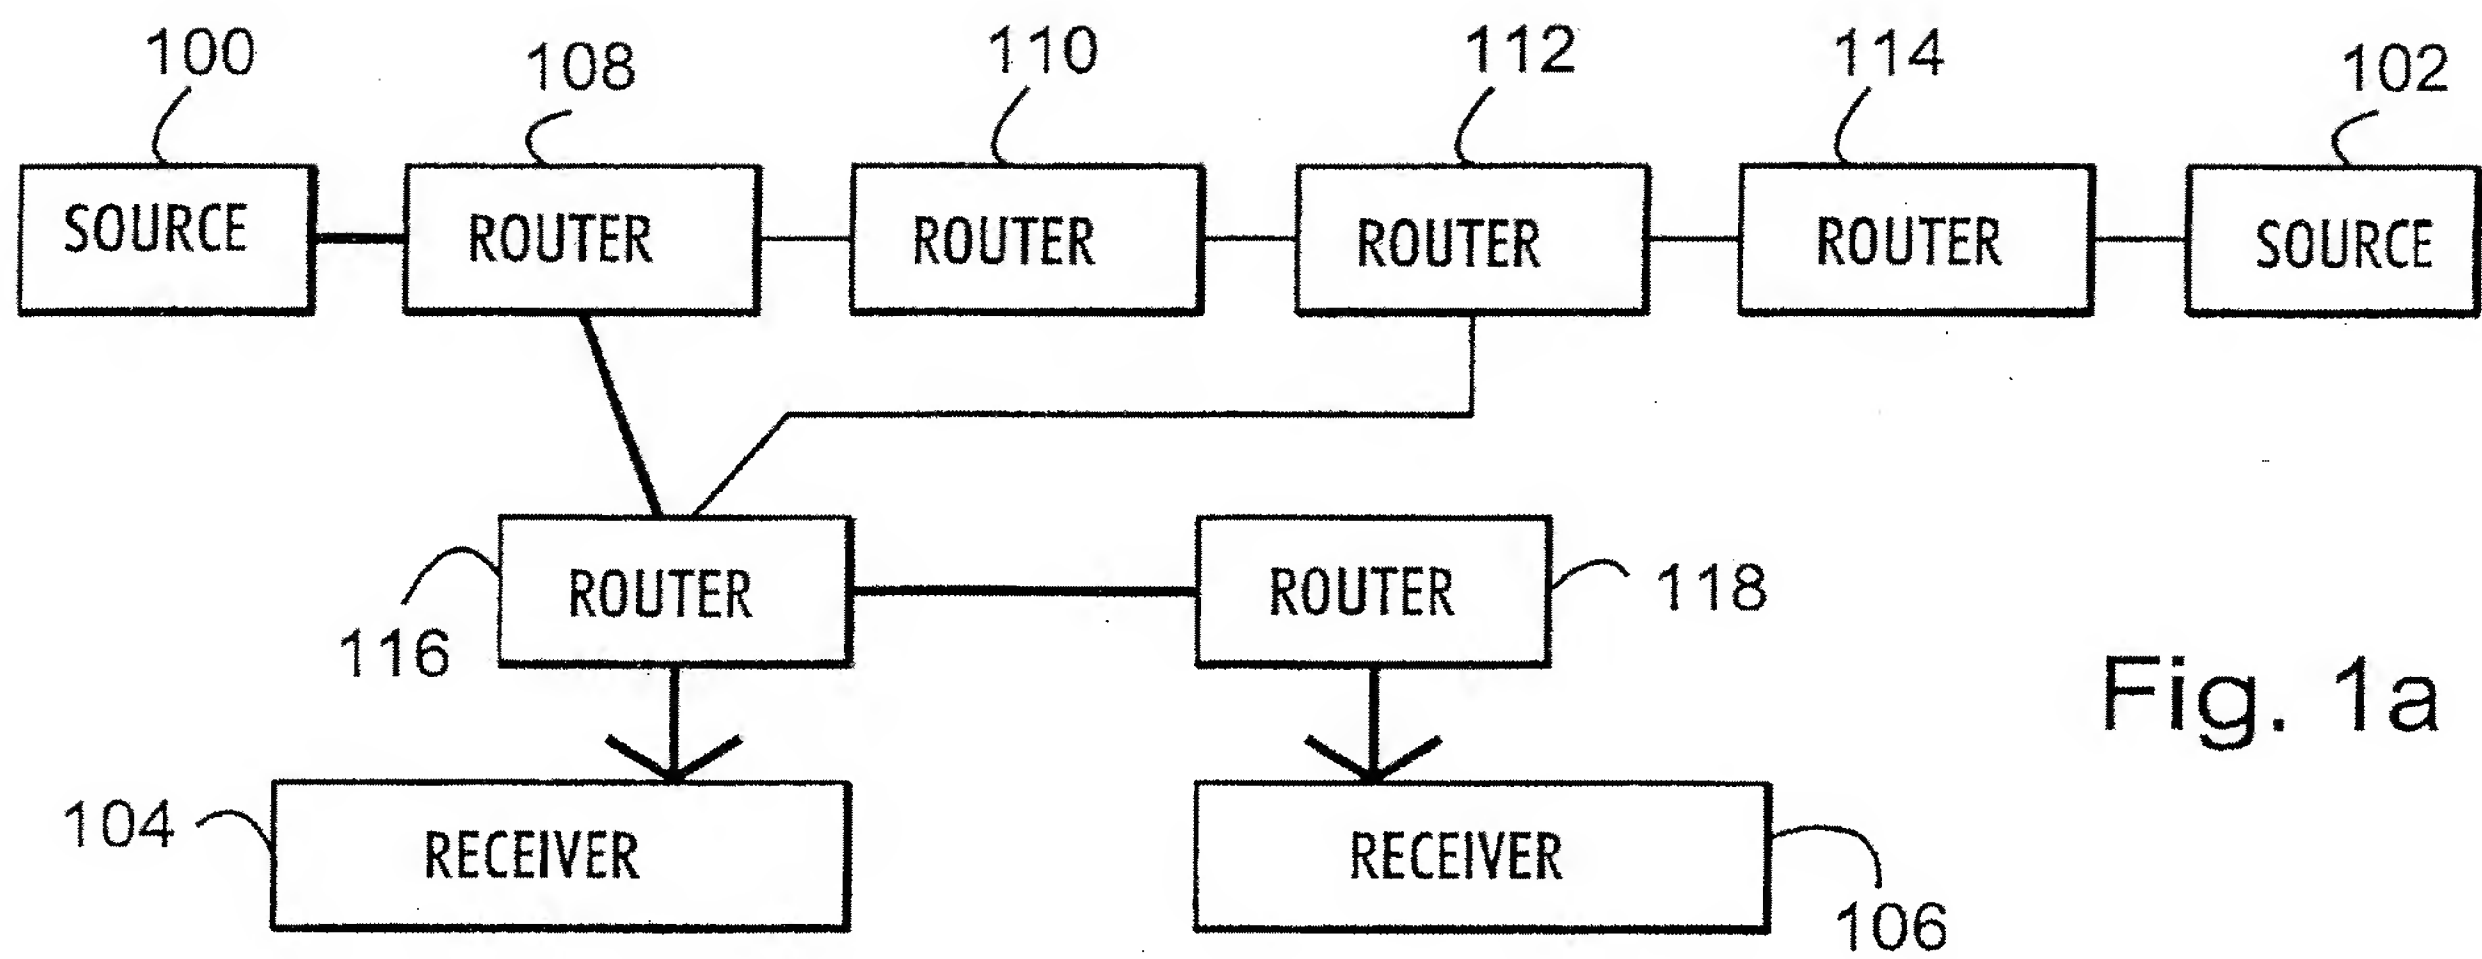 100
108
110
112
114
102
SOURCE
ROUTER
ROUTER
ROUTER
ROUTER
SOURCE
ROUTER
ROUTER
118
116
Fig. 1a
104
RECEIVER
RECEIVER
106